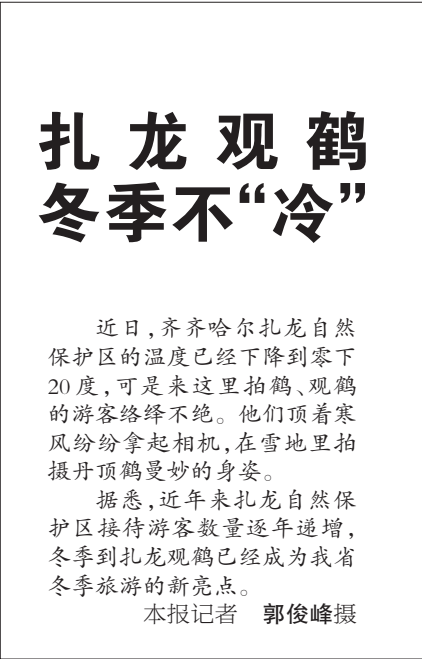 扎龙观鹤
冬季不“冷”
近日,齐齐哈尔扎龙自然
保护区的温度已经下降到零下
20度,可是来这里拍鹤、观鹤
的游客络绎不绝。他们顶着寒
风纷纷拿起相机,在雪地里拍
摄丹顶鹤曼妙的身姿。
据悉,近年来扎龙自然保
护区接待游客数量逐年递增,
冬季到扎龙观鹤已经成为我省
冬季旅游的新亮点。
本报记者 郭俊峰摄